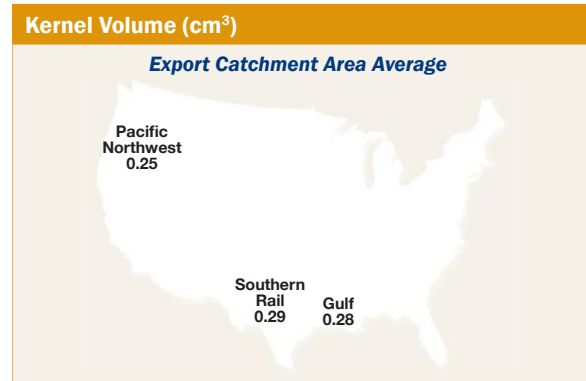 Kernel Volume (cm³)
Export Catchment Area Average
Pacific
Northwest
0.25
Southern
Rail
0.29
Gulf
0.28